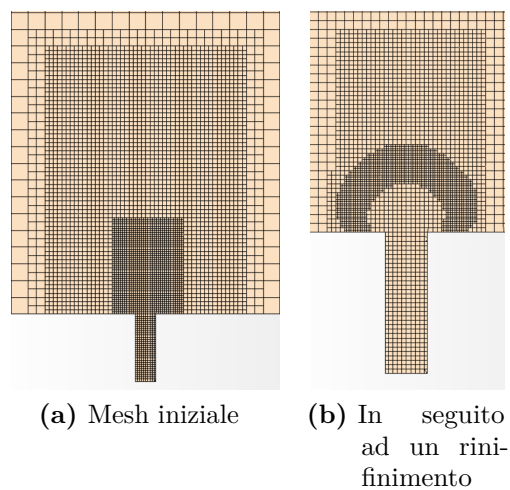 (a) Mesh iniziale
(b) In seguito
ad un rini-
finimento